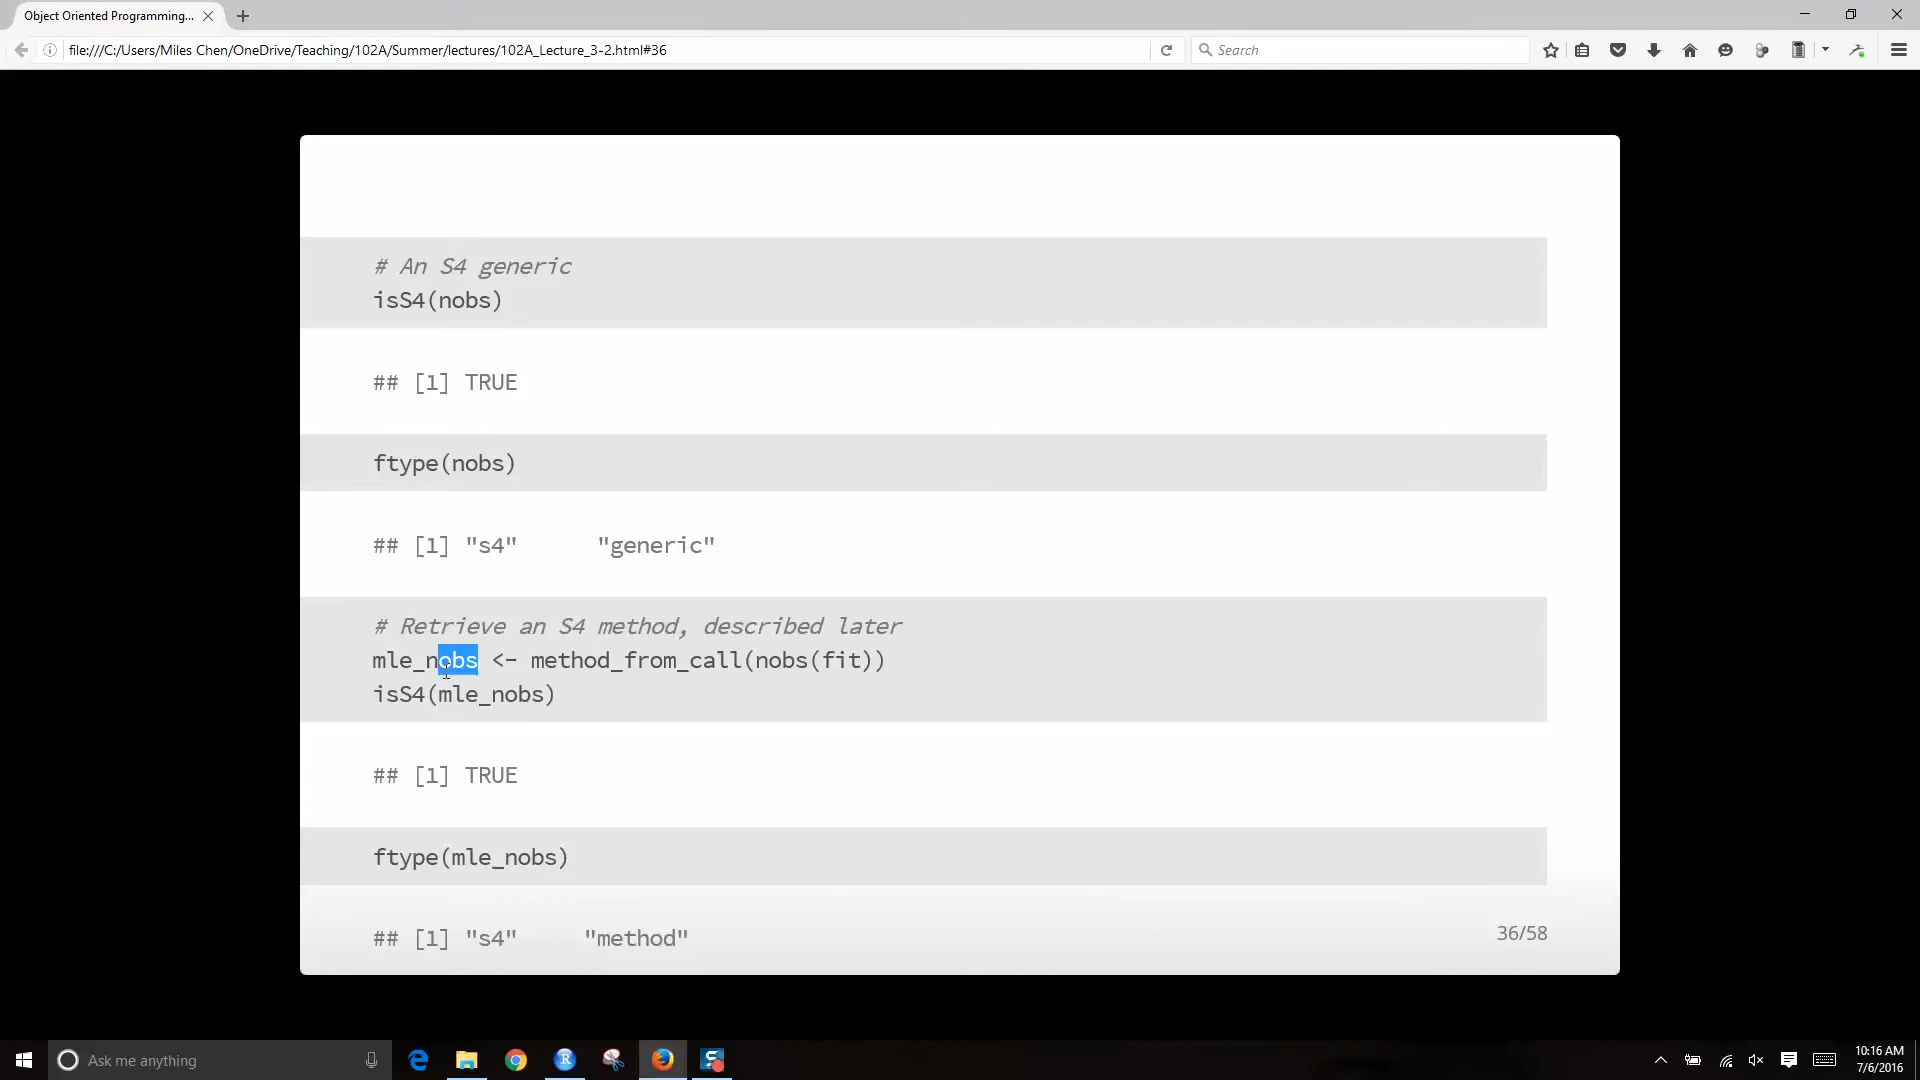 Object Oriented Programming...
file:///C:/Users/Miles Chen/OneDrive/Teaching/102A/Summer/lectures/102A_Lecture_3-2.html#36
Search
# An S4 generic
isS4(nobs)
## [1] TRUE
ftype(nobs)
## [1] "s4"      "generic"
# Retrieve an S4 method, described later
mle_nobs <- method_from_call(nobs(fit))
isS4(mle_nobs)
## [1] TRUE
ftype(mle_nobs)
## [1] "s4"     "method"
36/58
Ask me anything
10:16 AM
7/6/2016